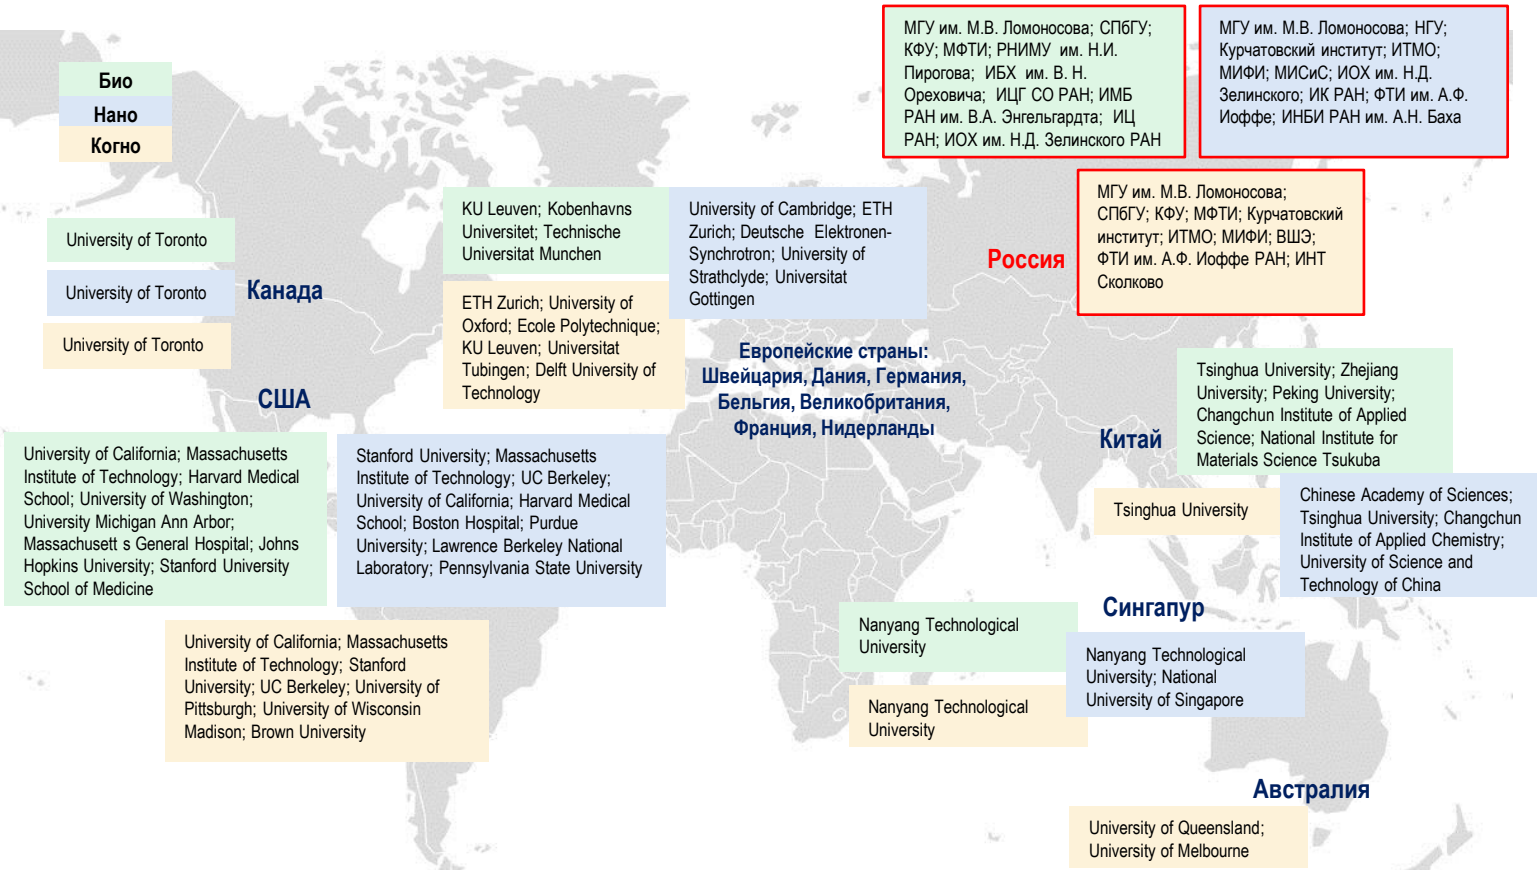 МГУ им. М.В. Ломоносова; СПбГУ;
КФУ; МФТИ; РНИМУ им. Н.И.
Пирогова; ИБХ им. В. Н.
Ореховича; ИЦГ СО РАН; ИМБ
РАН им. В.А. Энгельгардта; ИЦ
РАН; ИОХ им. Н.Д. Зелинского РАН
МГУ им. М.В. Ломоносова; НГУ;
Курчатовский институт; ИТМО;
МИФИ; МИСиС; ИОХ им. Н.Д.
Зелинского; ИК РАН; ФТИ им. А.Ф.
Иоффе; ИНБИ РАН им. А.Н. Баха
Био
Нано
Когно
МГУ им. М.В. Ломоносова;
СПбГУ; КФУ; МФТИ; Курчатовский
институт; ИТМО; МИФИ; ВШЭ;
ФТИ им. А.Ф. Иоффе РАН; ИНТ
Сколково
Россия
University of Toronto
University of Toronto
University of Toronto
Канада
KU Leuven; Kobenhavns
Universitet; Technische
Universitat Munchen
University of Cambridge; ETH
Zurich; Deutsche Elektronen-
Synchrotron; University of
Strathclyde; Universitat
Gottingen
ETH Zurich; University of
Oxford; Ecole Polytechnique;
KU Leuven; Universitat
Tubingen; Delft University of
Technology
Европейские страны:
Швейцария, Дания, Германия,
Бельгия, Великобритания,
Франция, Нидерланды
США
University of California; Massachusetts
Institute of Technology; Harvard Medical
School; University of Washington;
University Michigan Ann Arbor;
Massachusett s General Hospital; Johns
Hopkins University; Stanford University
School of Medicine
Stanford University; Massachusetts
Institute of Technology; UC Berkeley;
University of California; Harvard Medical
School; Boston Hospital; Purdue
University; Lawrence Berkeley National
Laboratory; Pennsylvania State University
University of California; Massachusetts
Institute of Technology; Stanford
University; UC Berkeley; University of
Pittsburgh; University of Wisconsin
Madison; Brown University
Китай
Tsinghua University; Zhejiang
University; Peking University;
Changchun Institute of Applied
Science; National Institute for
Materials Science Tsukuba
Tsinghua University
Chinese Academy of Sciences;
Tsinghua University; Changchun
Institute of Applied Chemistry;
University of Science and
Technology of China
Сингапур
Nanyang Technological
University
Nanyang Technological
University; National
University of Singapore
Nanyang Technological
University
Австралия
University of Queensland;
University of Melbourne